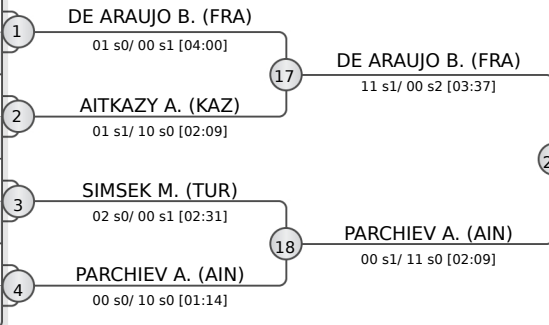 DE ARAUJO B. (FRA)
1
01 s0/ 00 s1 [04:00]
17
DE ARAUJO B. (FRA)
11 s1/ 00 s2 [03:37]
AITKAZY A. (KAZ)
2
01 s1/ 10 s0 [02:09]
SIMSEK M. (TUR)
3
02 s0/ 00 s1 [02:31]
18
PARCHIEV A. (AIN)
00 s1/ 11 s0 [02:09]
PARCHIEV A. (AIN)
4
00 s0/ 10 s0 [01:14]